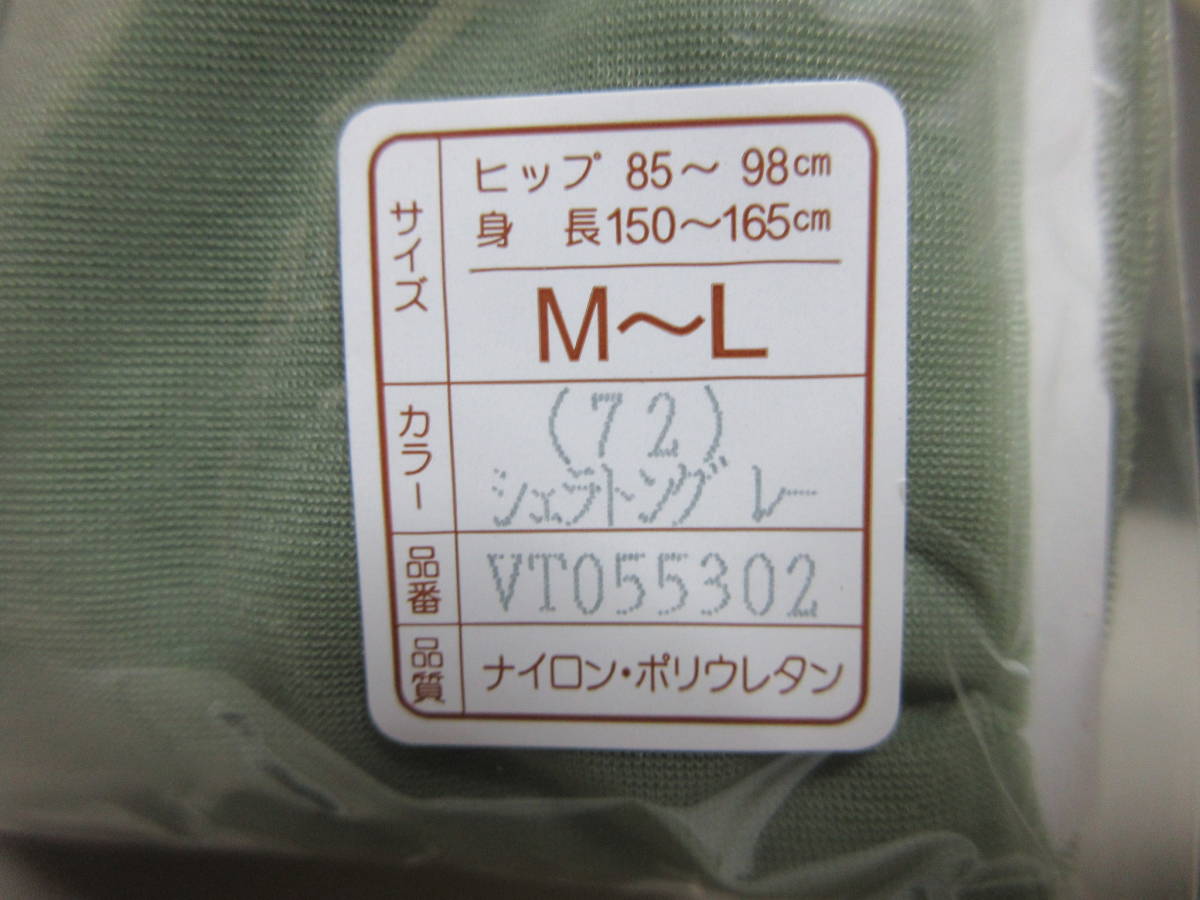 サイズ
ヒップ 85〜 98cm
身 長150〜165cm
M〜L
カラー
(72)
シェラトングレー
品番
VT055302
品質
ナイロン・ポリウレタン